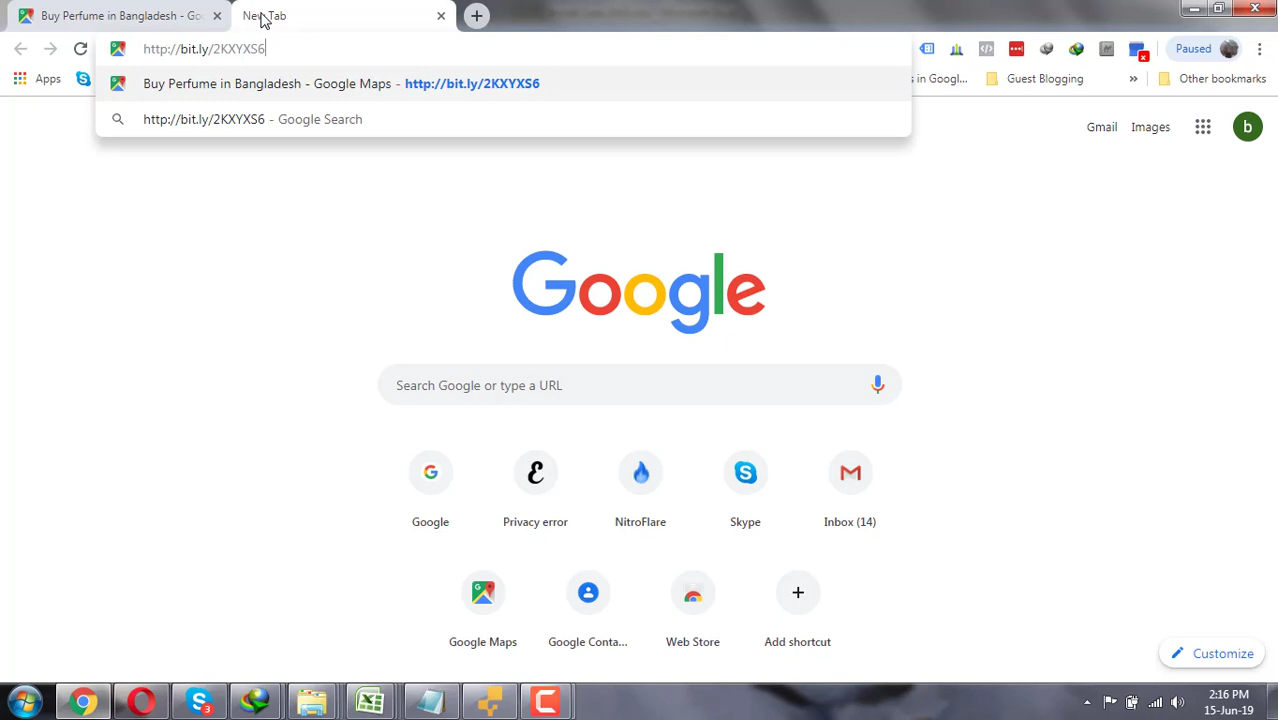 Buy Perfume in Bangladesh - Go
New Tab
http://bit.ly/2KXYXS6
Paused
Apps
in Googl...
Guest Blogging
»
Other bookmarks
Buy Perfume in Bangladesh - Google Maps - http://bit.ly/2KXYXS6
http://bit.ly/2KXYXS6 - Google Search
Gmail
Images
b
Google
Search Google or type a URL
Google
Privacy error
NitroFlare
Skype
Inbox (14)
Google Maps
Google Conta...
Web Store
Add shortcut
Customize
3
2:16 PM
15-Jun-19